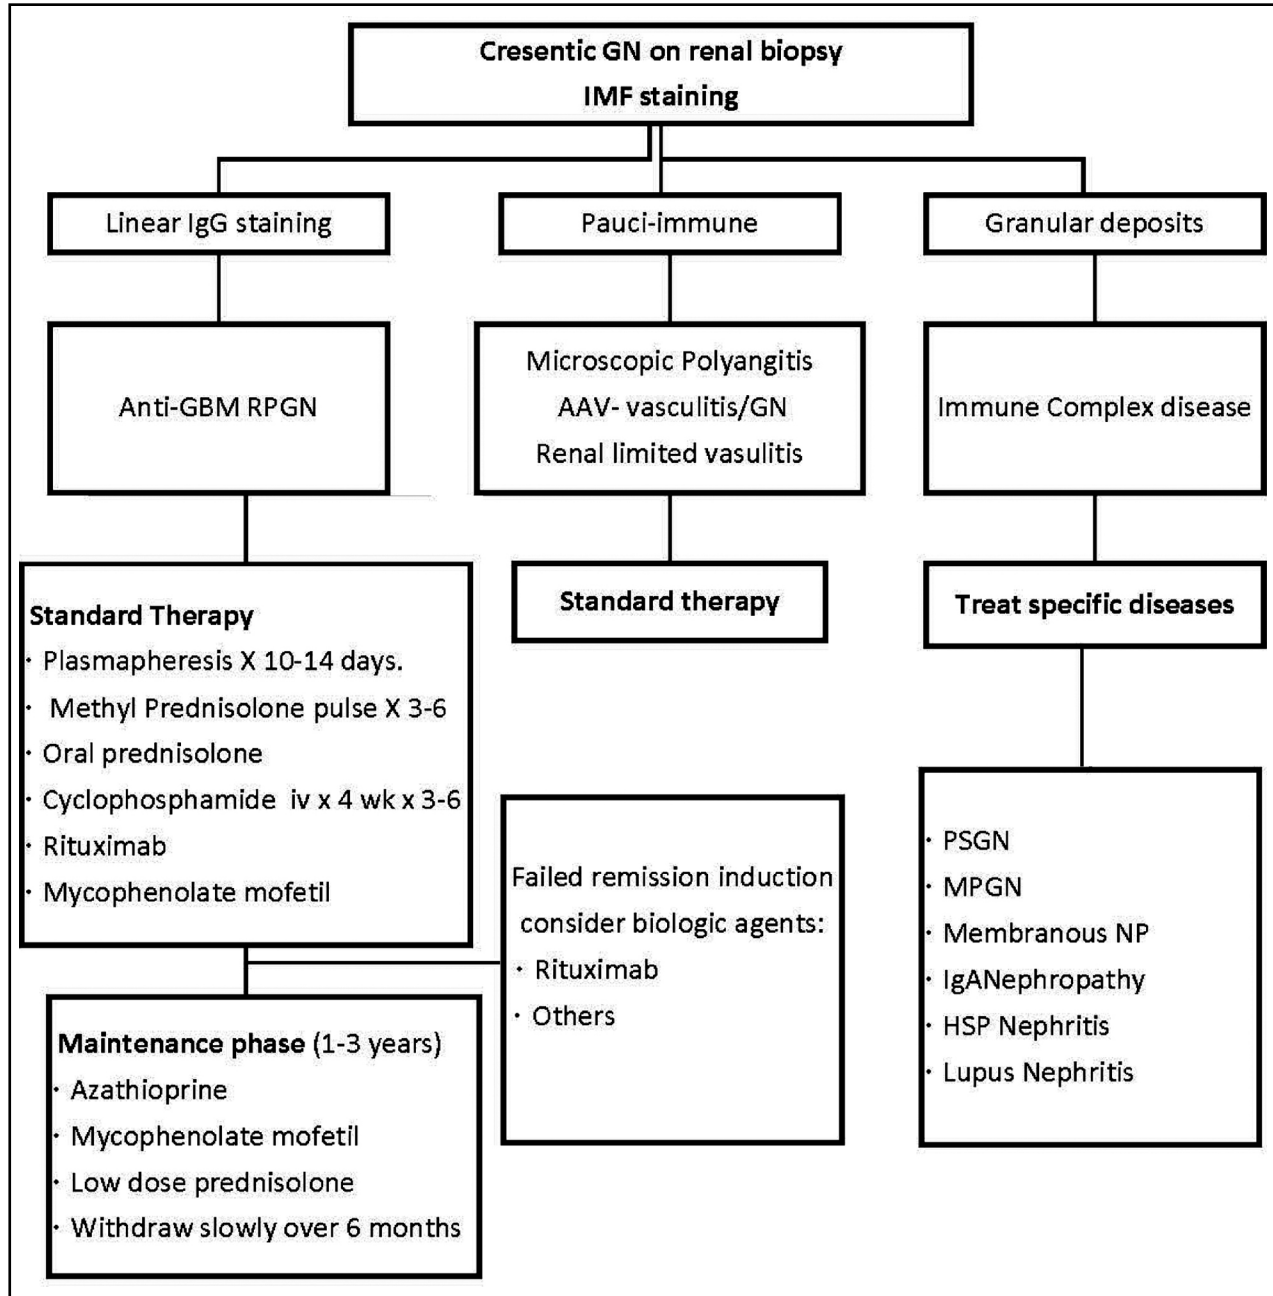 Cresentic GN on renal biopsy
IMF staining
Linear IgG staining
Pauci-immune
Granular deposits
Anti-GBM RPGN
Microscopic Polyangitis
AAV- vasculitis/GN
Renal limited vasulitis
Immune Complex disease
Standard Therapy
· Plasmapheresis X 10-14 days.
· Methyl Prednisolone pulse X 3-6
· Oral prednisolone
· Cyclophosphamide iv x 4 wk x 3-6
· Rituximab
· Mycophenolate mofetil
Standard therapy
Treat specific diseases
Failed remission induction
consider biologic agents:
· Rituximab
· Others
· PSGN
· MPGN
· Membranous NP
· IgANephropathy
· HSP Nephritis
· Lupus Nephritis
Maintenance phase (1-3 years)
· Azathioprine
· Mycophenolate mofetil
· Low dose prednisolone
· Withdraw slowly over 6 months